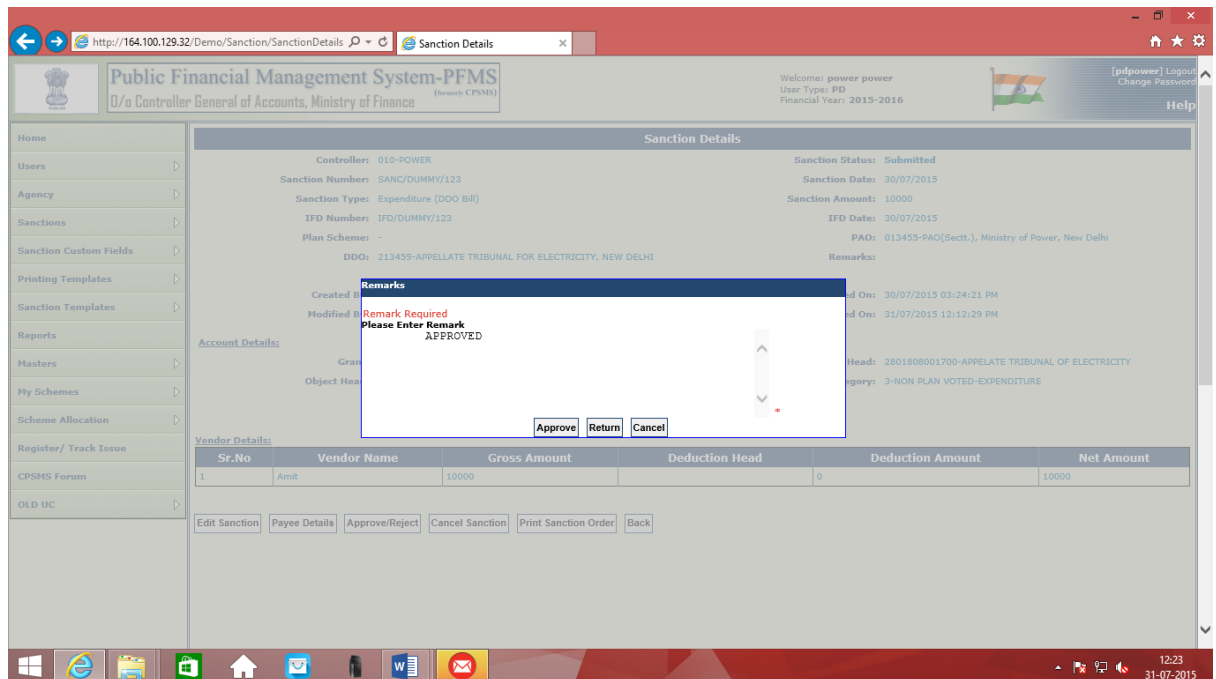 http://164.100.129.32/Demo/Sanction/SanctionDetails
Sanction Details
Public Financial Management System-PFMS
(formerly CPSMS)
O/o Controller General of Accounts, Ministry of Finance
Welcome: power power
User Type: PD
Financial Year: 2015-2016
[pdpower] Logout
Change Password
Help
Home
Users
Agency
Sanctions
Sanction Custom Fields
Printing Templates
Sanction Templates
Reports
Masters
My Schemes
Scheme Allocation
Register/ Track Issue
CPSMS Forum
OLD UC
Sanction Details
Controller: 010-POWER Sanction Status: Submitted
Sanction Number: SANC/DUMMY/123 Sanction Date: 30/07/2015
Sanction Type: Expenditure (DDO Bill) Sanction Amount: 10000
IFD Number: IFD/DUMMY/123 IFD Date: 30/07/2015
Plan Scheme: - PAO: 013455-PAO(Sectt.), Ministry of Power, New Delhi
DDO: 213459-APPELLATE TRIBUNAL FOR ELECTRICITY, NEW DELHI Remarks:
Created B ed On: 30/07/2015 03:24:21 PM
Modified B ed On: 31/07/2015 12:12:29 PM
Account Details:
Gran Head: 2801808001700-APPELATE TRIBUNAL OF ELECTRICITY
Object Hea egory: 3-NON PLAN VOTED-EXPENDITURE
Remarks
Remark Required
Please Enter Remark
APPROVED
*
Approve Return Cancel
Vendor Details:
Sr.No Vendor Name Gross Amount Deduction Head Deduction Amount Net Amount
1 Amit 10000 0 10000
Edit Sanction Payee Details Approve/Reject Cancel Sanction Print Sanction Order Back
12:23
31-07-2015